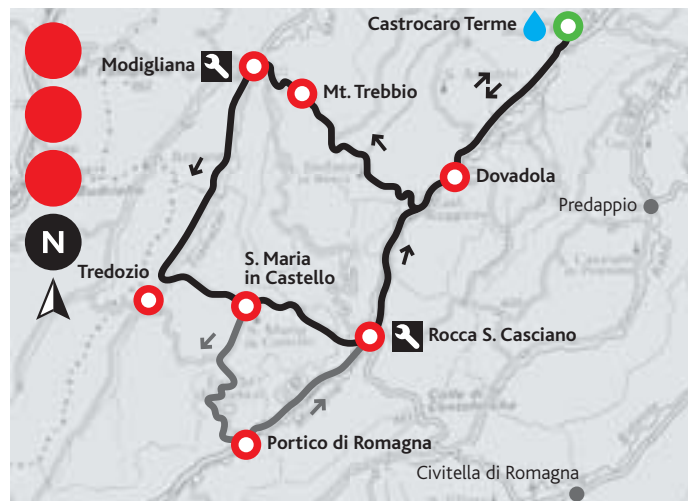 Castrocaro Terme
Modigliana
Mt. Trebbio
Dovadola
Predappio
N
Tredozio
S. Maria
in Castello
Rocca S. Casciano
Portico di Romagna
Civitella di Romagna